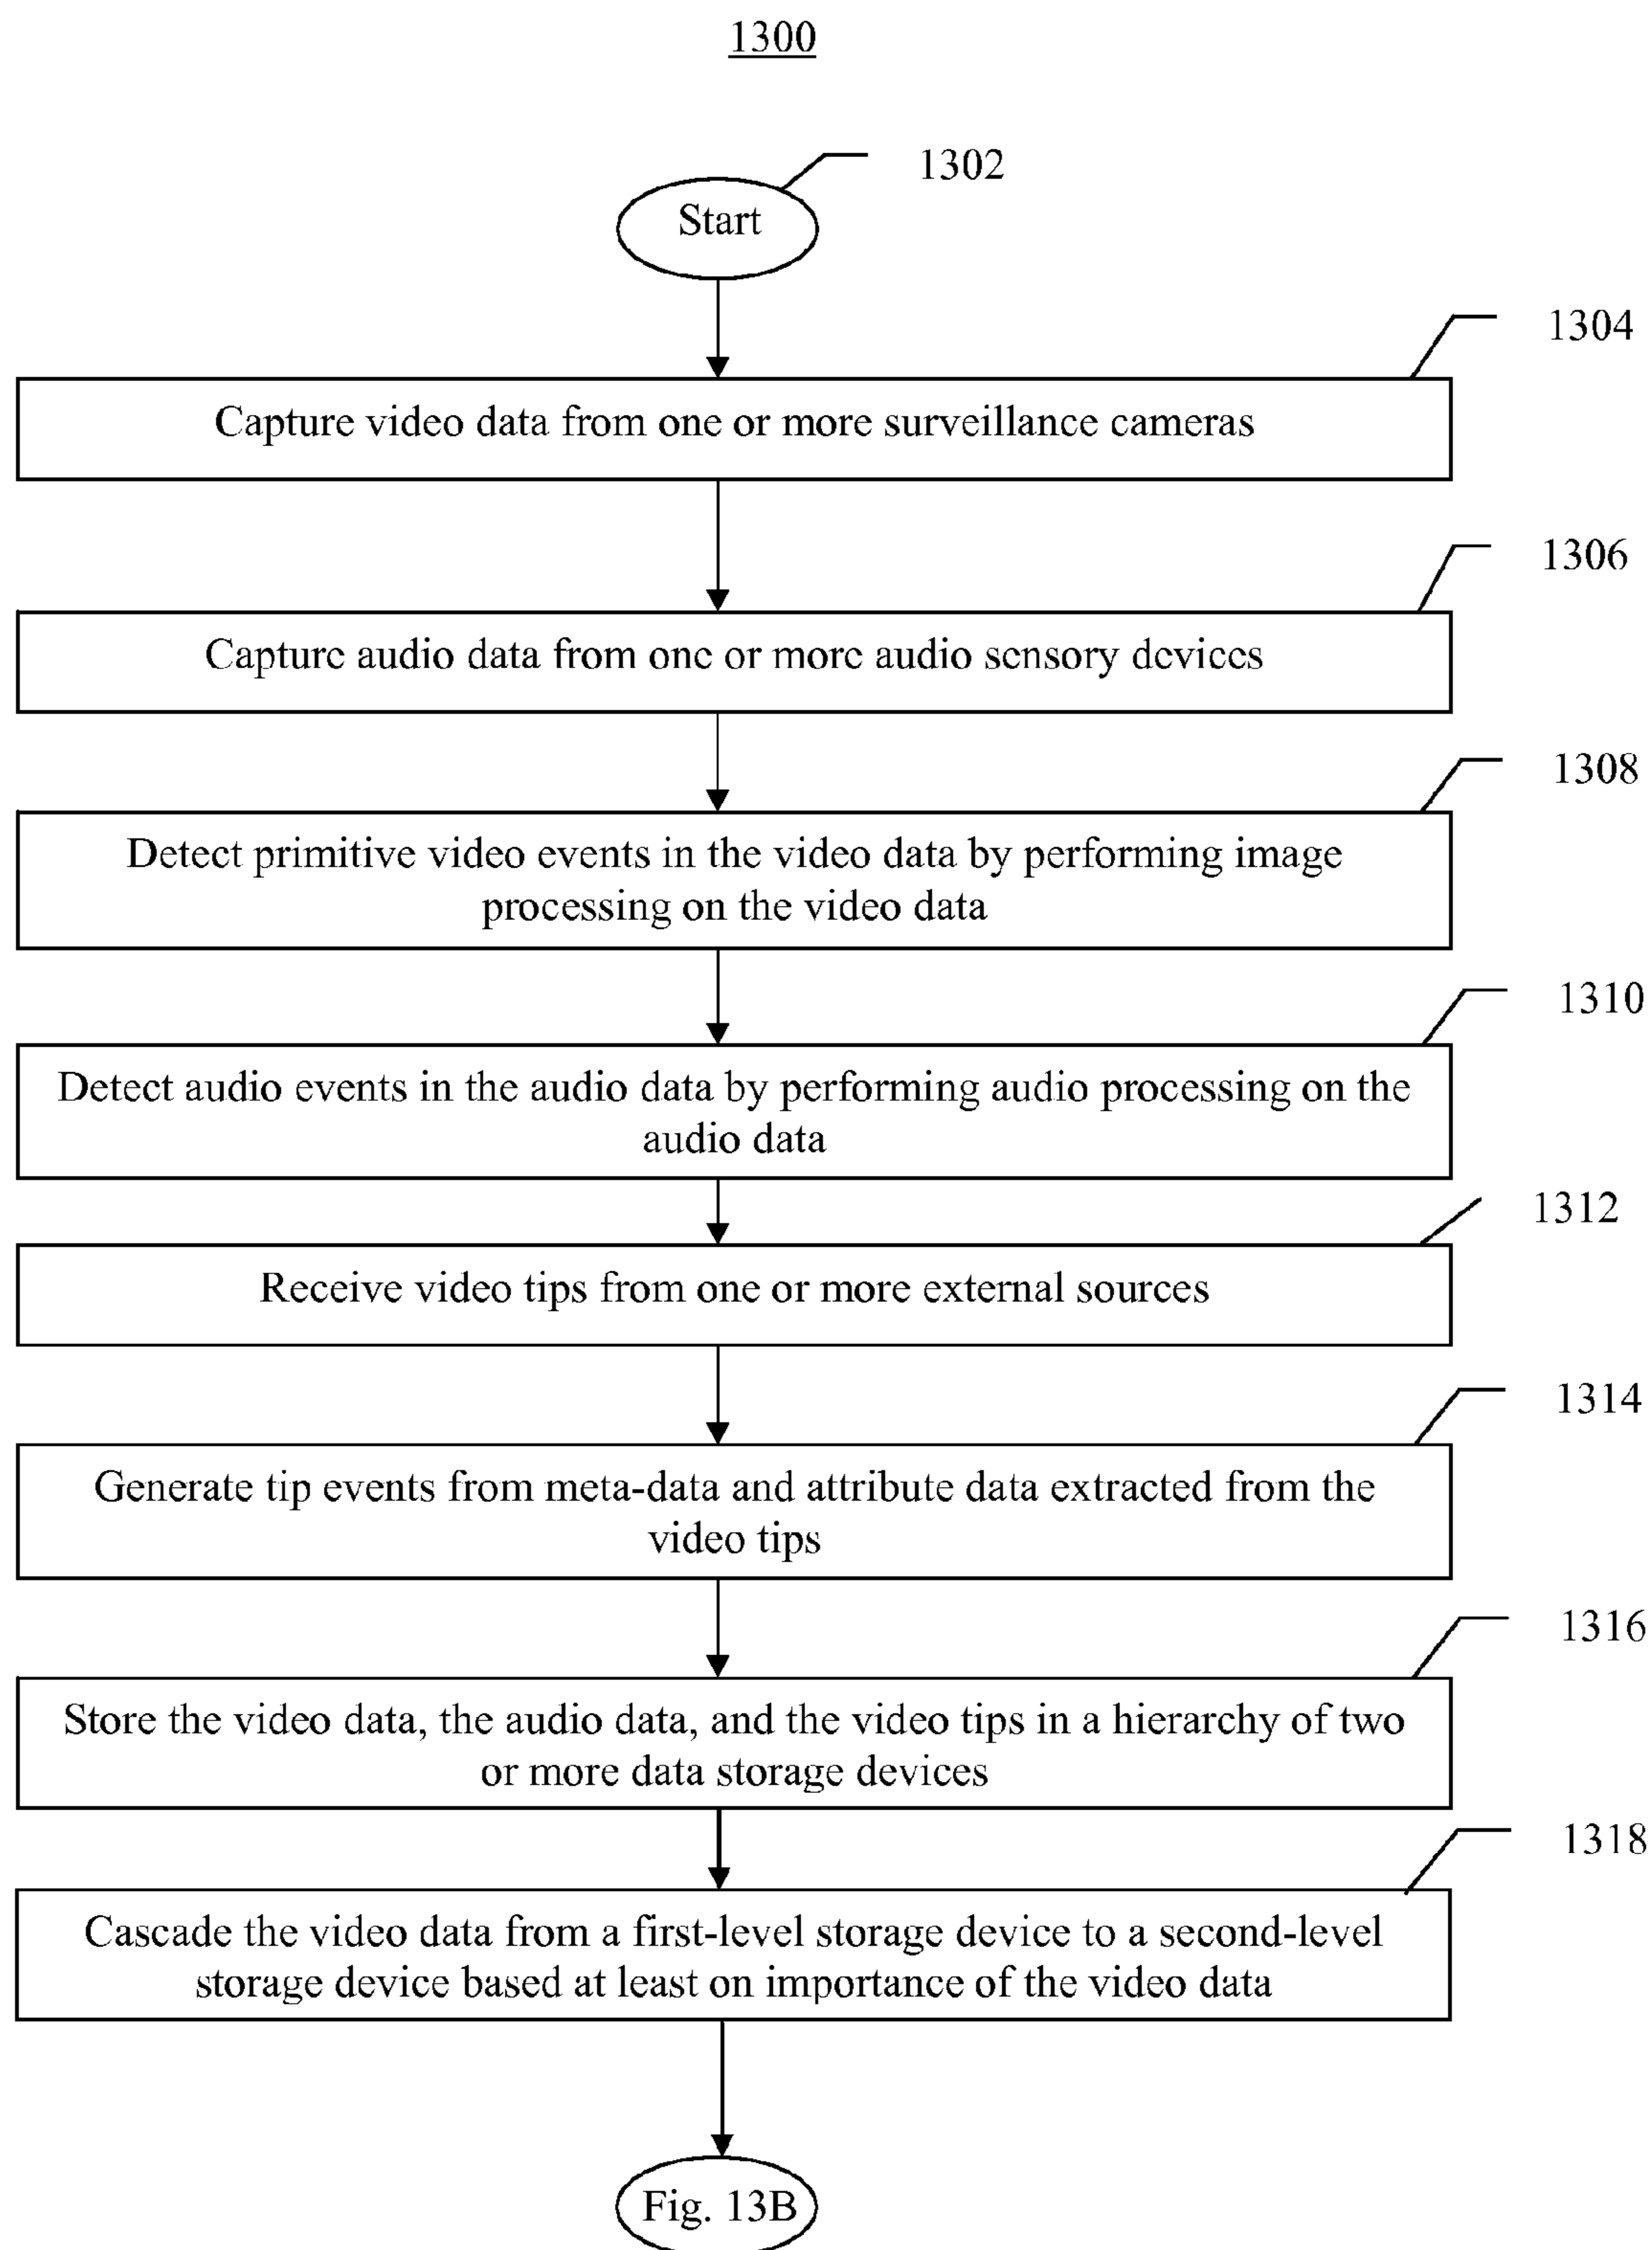 1300
1302
Start
1304
Capture video data from one or more surveillance cameras
1306
Capture audio data from one or more audio sensory devices
1308
Detect primitive video events in the video data by performing image
processing on the video data
1310
Detect audio events in the audio data by performing audio processing on the
audio data
1312
Receive video tips from one or more external sources
1314
Generate tip events from meta-data and attribute data extracted from the
video tips
1316
Store the video data, the audio data, and the video tips in a hierarchy of two
or more data storage devices
1318
Cascade the video data from a first-level storage device to a second-level
storage device based at least on importance of the video data
Fig. 13B